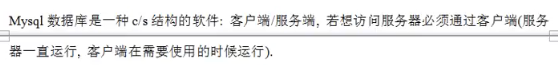 Mysql 数据库是一种 c/s 结构的软件: 客户端/服务端, 若想访问服务器必须通过客户端(服务
器一直运行, 客户端在需要使用的时候运行).